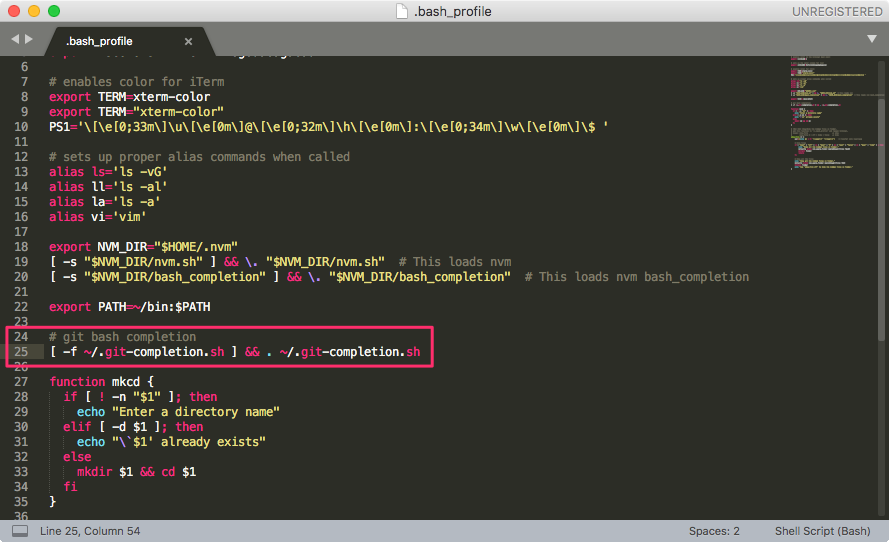 .bash_profile
UNREGISTERED
.bash_profile
6
7 # enables color for iTerm
8 export TERM=xterm-color
9 export TERM="xterm-color"
10 PS1='\[\e[0;33m\]\u\[\e[0m\]@\[\e[0;32m\]\h\[\e[0m\]:\[\e[0;34m\]\w\[\e[0m\]\$ '
11
12 # sets up proper alias commands when called
13 alias ls='ls -vG'
14 alias ll='ls -al'
15 alias la='ls -a'
16 alias vi='vim'
17
18 export NVM_DIR="$HOME/.nvm"
19 [ -s "$NVM_DIR/nvm.sh" ] && \. "$NVM_DIR/nvm.sh"  # This loads nvm
20 [ -s "$NVM_DIR/bash_completion" ] && \. "$NVM_DIR/bash_completion"  # This loads nvm bash_completion
21
22 export PATH=~/bin:$PATH
23
24 # git bash completion
25 [ -f ~/.git-completion.sh ] && . ~/.git-completion.sh
26
27 function mkcd {
28   if [ ! -n "$1" ]; then
29     echo "Enter a directory name"
30   elif [ -d $1 ]; then
31     echo "\`$1' already exists"
32   else
33     mkdir $1 && cd $1
34   fi
35 }
36
Line 25, Column 54
Spaces: 2
Shell Script (Bash)